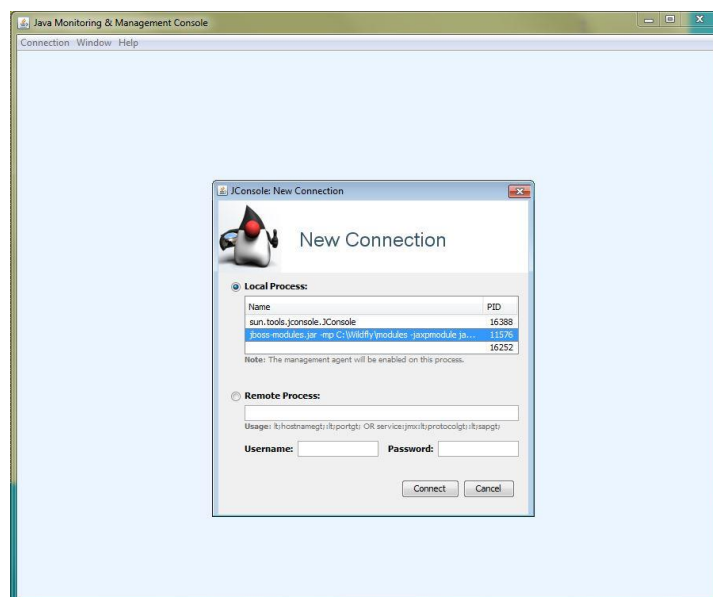 Java Monitoring & Management Console
Connection Window Help
JConsole: New Connection
New Connection
Local Process:
Name PID
sun.tools.jconsole.JConsole 16388
jboss-modules.jar -mp C:\Wildfly\modules -jaxpmodule ja... 11576
16252
Note: The management agent will be enabled on this process.
Remote Process:
Usage: lt;hostnamegt;:lt;portgt; OR service:jmx:lt;protocolgt;:lt;sapgt;
Username: Password:
Connect Cancel